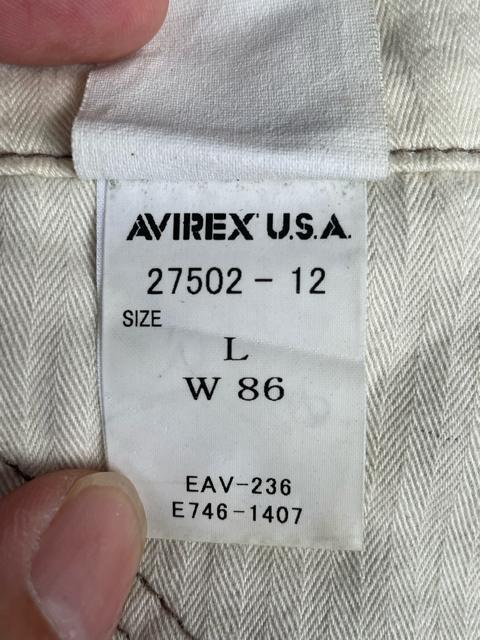 AVIREX U.S.A.
27502-12
SIZE
L
W 86
EAV-236
E746-1407